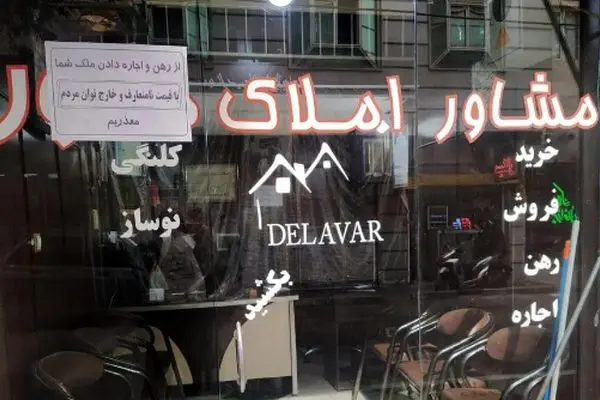 از رهن و اجاره دادن ملک شما
با قیمت نامتعارف و خارج توان مردم
معذوریم
مشاور املاک
کلنگی
نوساز
DELAVAR
بکشید
خرید
فروش
رهن
اجاره